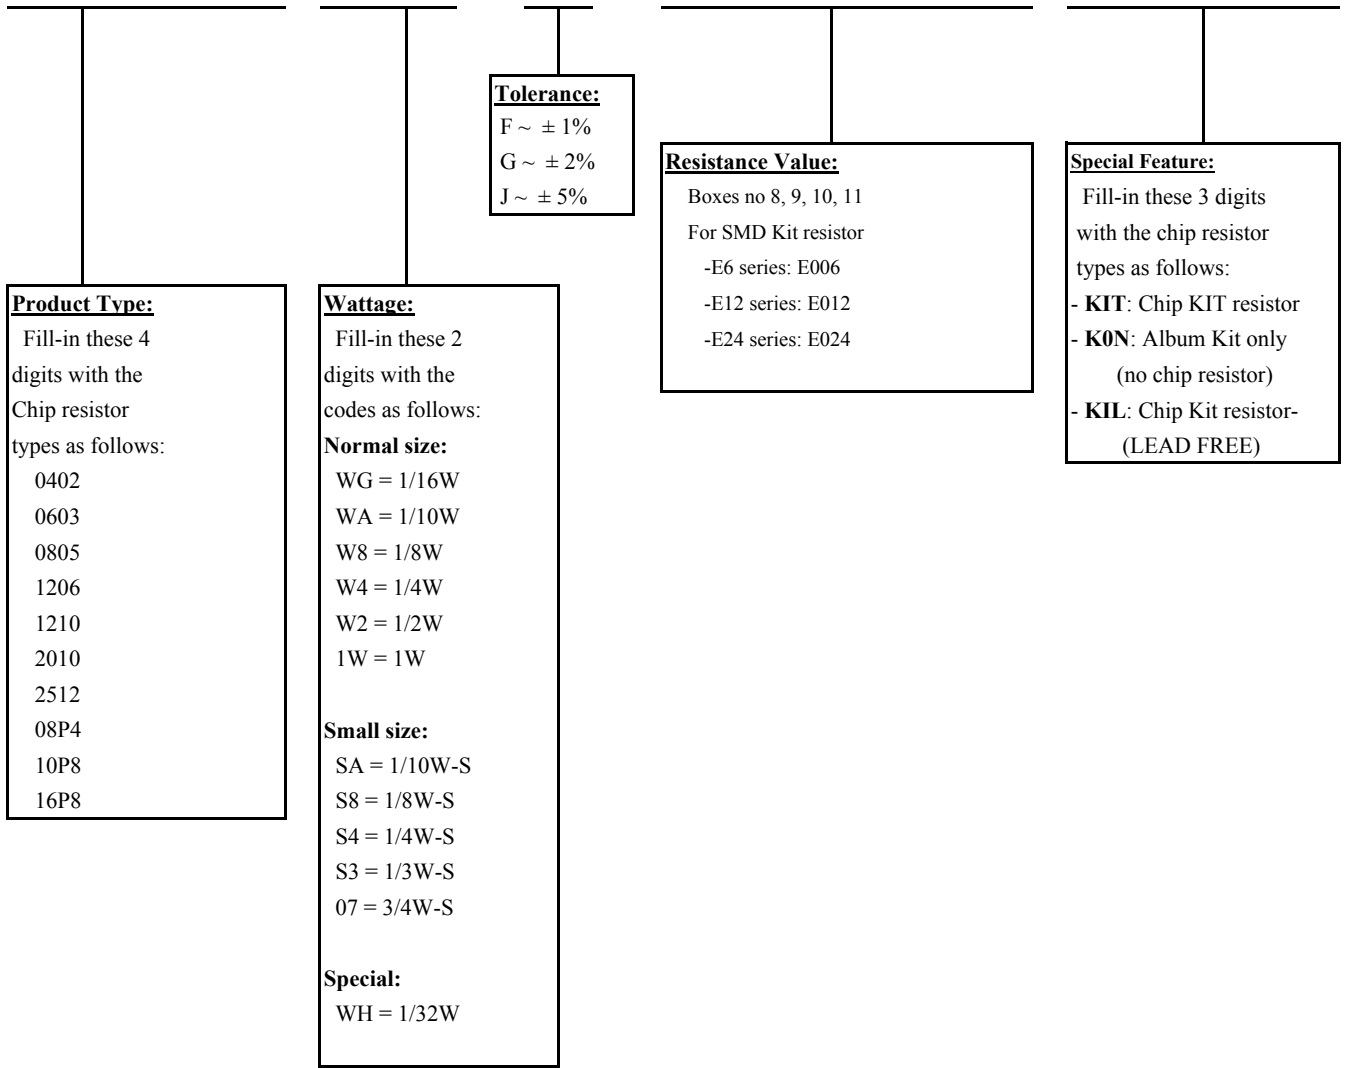 Tolerance:
F ~ ± 1%
G ~ ± 2%
J ~ ± 5%
Resistance Value:
Boxes no 8, 9, 10, 11
For SMD Kit resistor
-E6 series: E006
-E12 series: E012
-E24 series: E024
Special Feature:
Fill-in these 3 digits
with the chip resistor
types as follows:
- KIT: Chip KIT resistor
- K0N: Album Kit only
(no chip resistor)
- KIL: Chip Kit resistor-
(LEAD FREE)
Product Type:
Fill-in these 4
digits with the
Chip resistor
types as follows:
0402
0603
0805
1206
1210
2010
2512
08P4
10P8
16P8
Wattage:
Fill-in these 2
digits with the
codes as follows:
Normal size:
WG = 1/16W
WA = 1/10W
W8 = 1/8W
W4 = 1/4W
W2 = 1/2W
1W = 1W
Small size:
SA = 1/10W-S
S8 = 1/8W-S
S4 = 1/4W-S
S3 = 1/3W-S
07 = 3/4W-S
Special:
WH = 1/32W